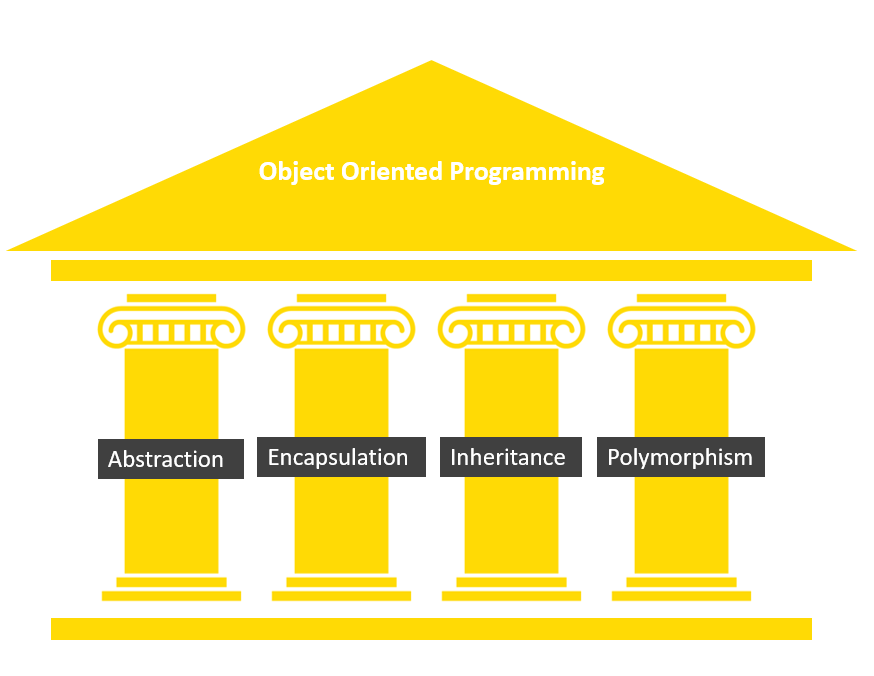 Object Oriented Programming
Abstraction
Encapsulation
Inheritance
Polymorphism